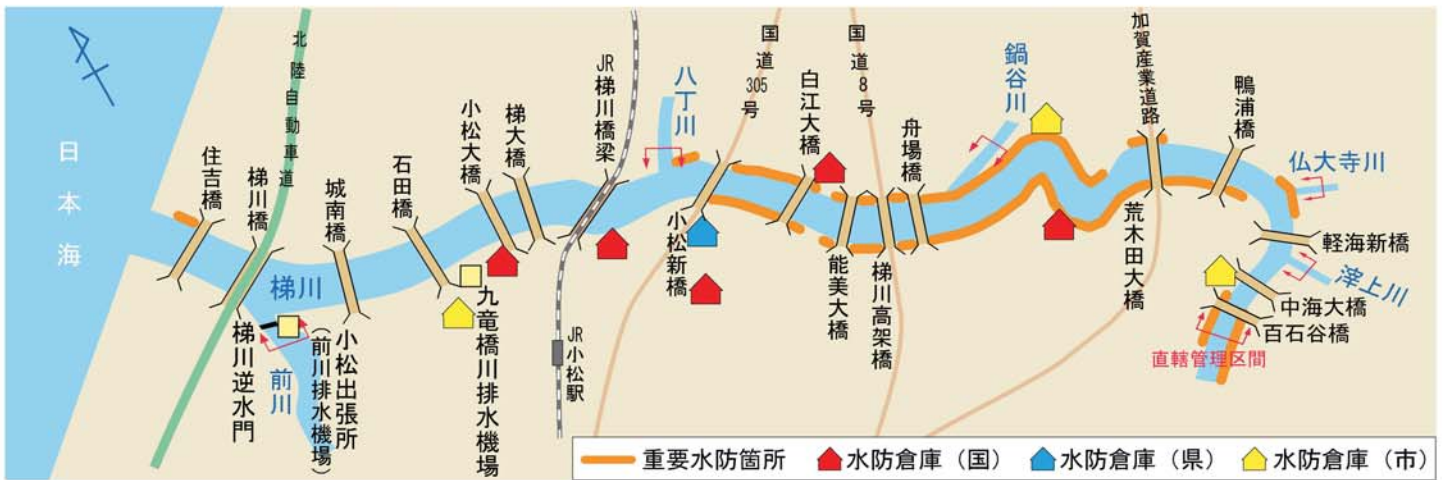 日本海
北陸自動車道
住吉橋
梯川橋
城南橋
石田橋
小松大橋
梯大橋
JR梯川橋梁
八丁川
国道305号
白江大橋
国道8号
舟場橋
鍋谷川
加賀産業道路
鴨浦橋
仏大寺川
軽海新橋
滓上川
中海大橋
百石谷橋
直轄管理区間
荒木田大橋
梯川高架橋
能美大橋
小松新橋
JR小松駅
九竜橋川排水機場
梯川
小松出張所
(前川排水機場)
前川
梯川逆水門
重要水防箇所
水防倉庫(国)
水防倉庫(県)
水防倉庫(市)